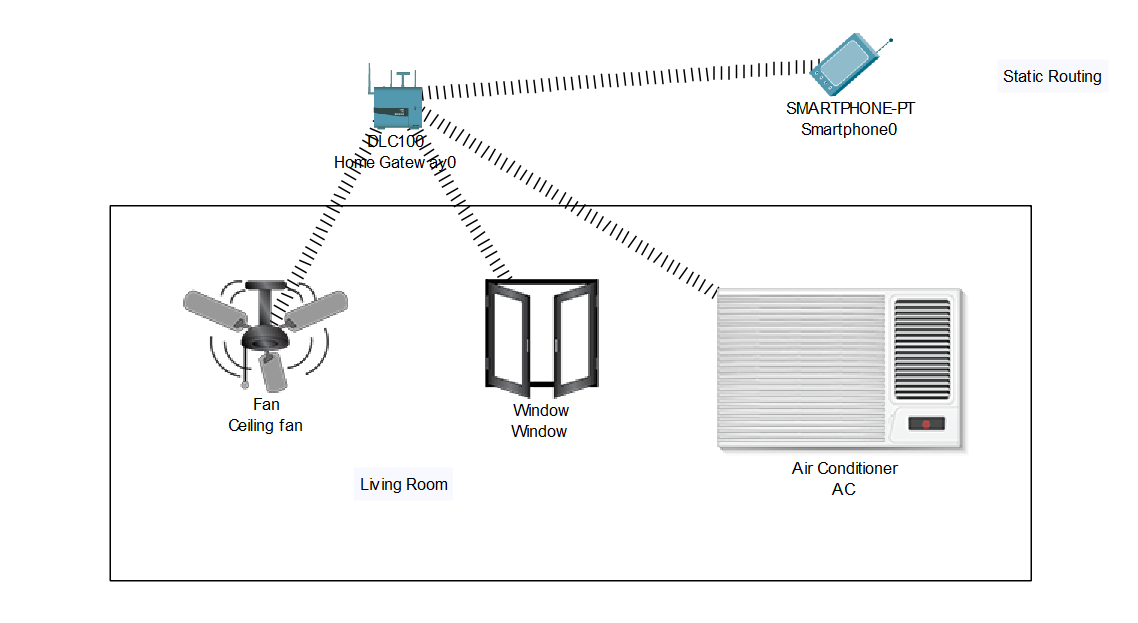 Static Routing
SMARTPHONE-PT
Smartphone0
DLC100
Home Gateway0
Fan
Ceiling fan
Window
Window
Air Conditioner
AC
Living Room